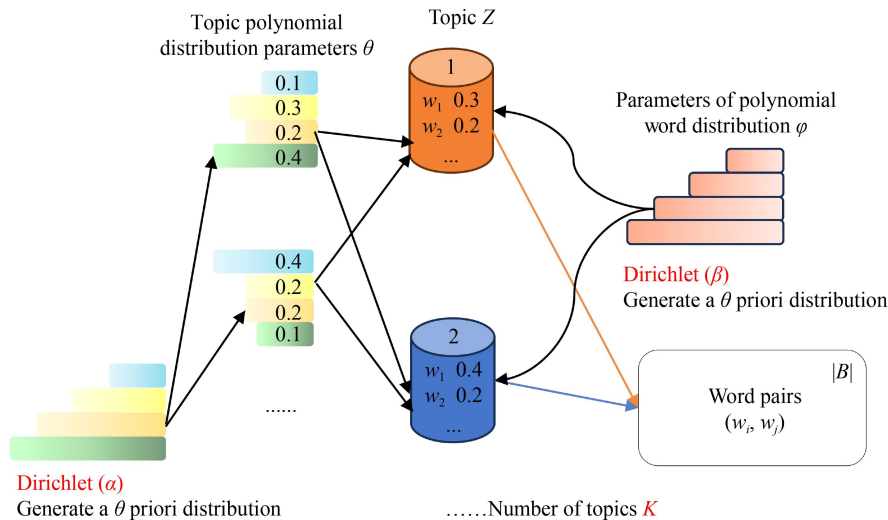 Topic polynomial
distribution parameters θ
0.1
0.3
0.2
0.4
0.4
0.2
0.2
0.1
......
Dirichlet (α)
Generate a θ priori distribution
Topic Z
1
w₁ 0.3
w₂ 0.2
...
2
w₁ 0.4
w₂ 0.2
...
......Number of topics K
Parameters of polynomial
word distribution φ
Dirichlet (β)
Generate a θ priori distribution
|B|
Word pairs
(wᵢ, wⱼ)